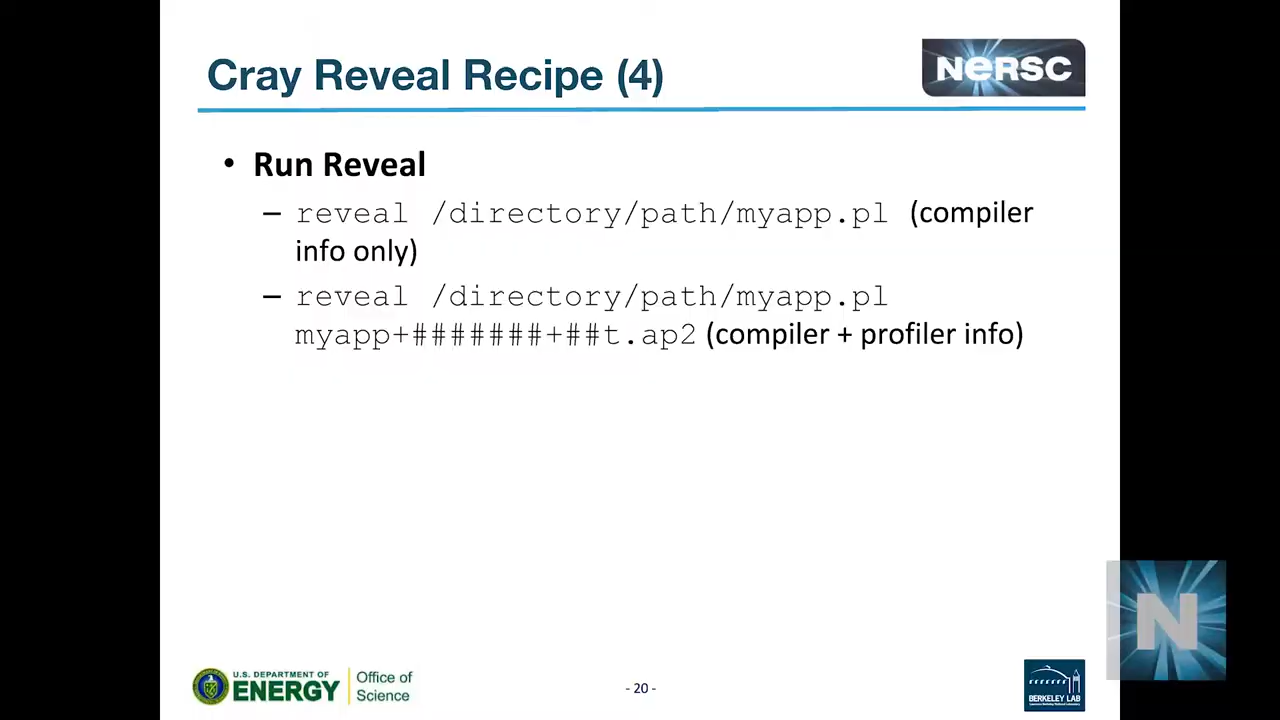 Cray Reveal Recipe (4)
NERSC
• Run Reveal
– reveal /directory/path/myapp.pl (compiler
info only)
– reveal /directory/path/myapp.pl
myapp+#######+##t.ap2 (compiler + profiler info)
U.S. DEPARTMENT OF
ENERGY
Office of
Science
- 20 -
BERKELEY LAB
N